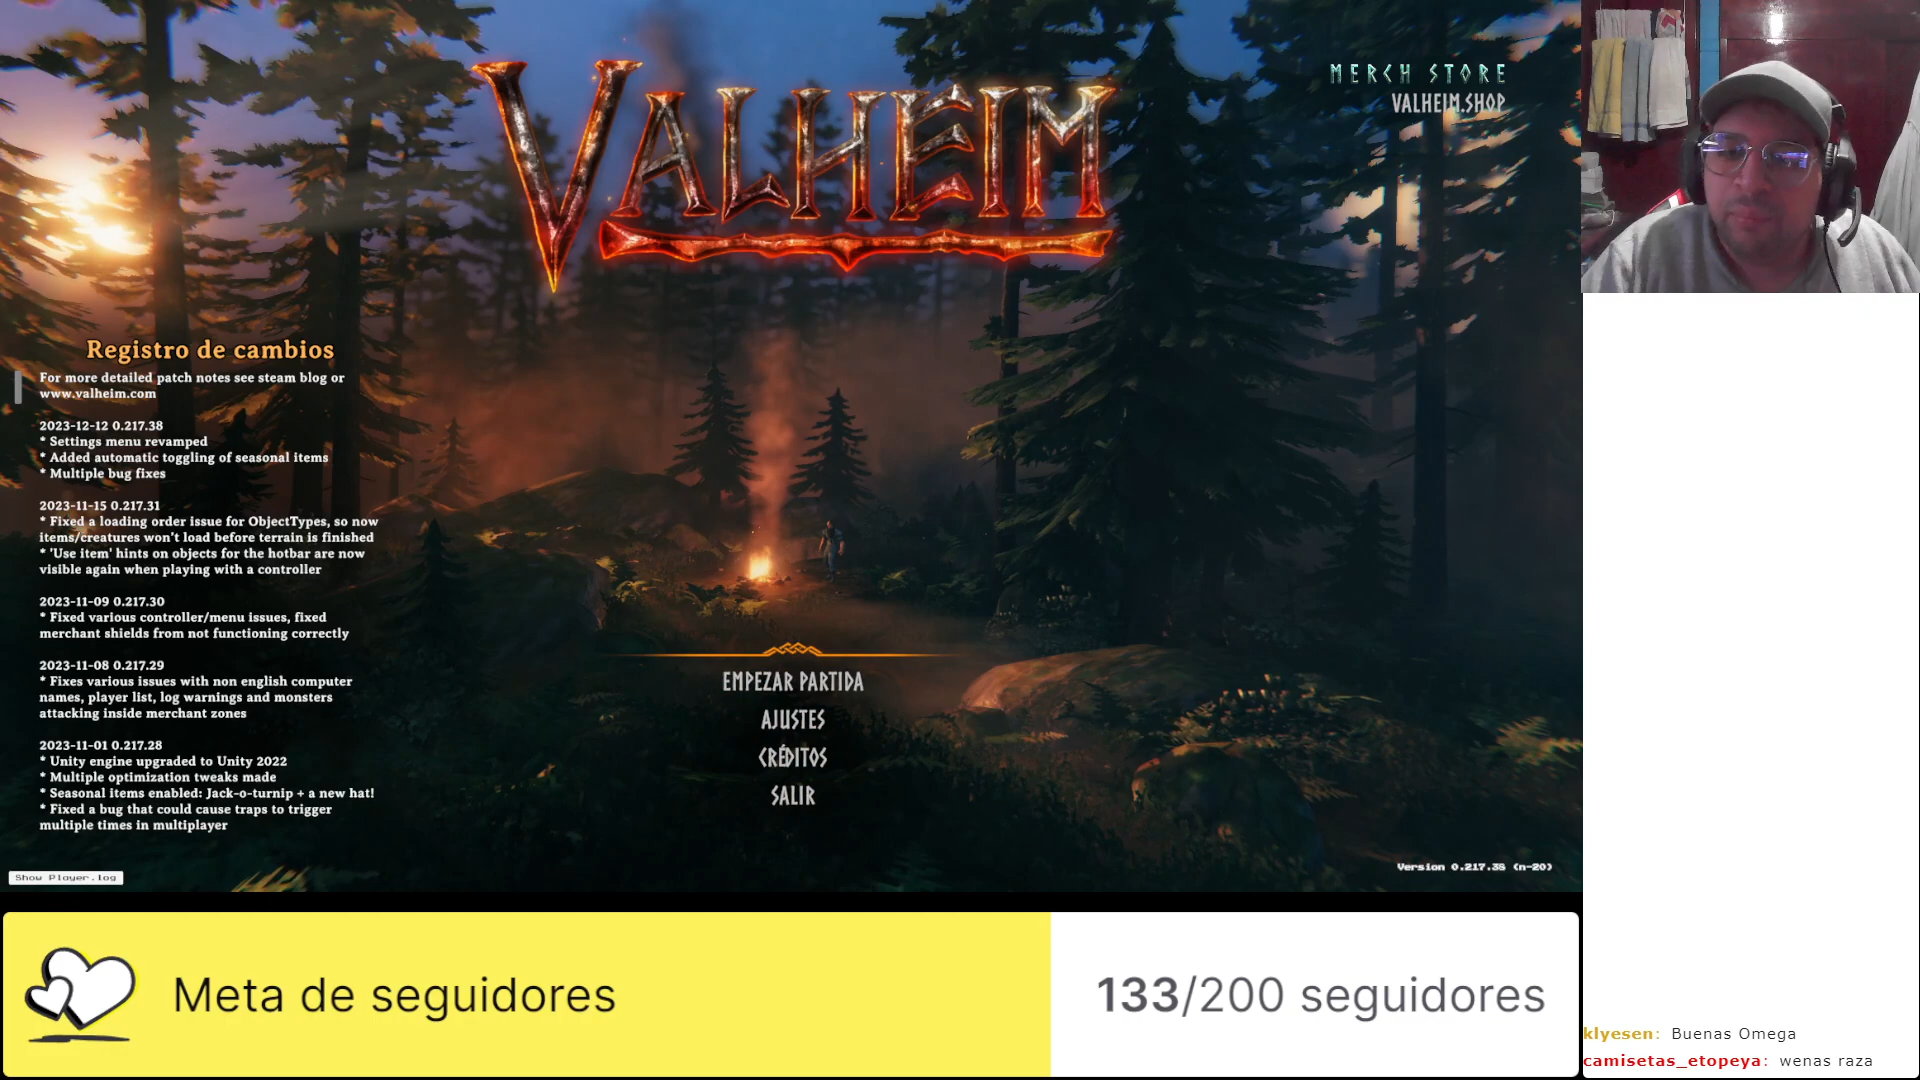 VALHEIM
MERCH STORE
VALHEIM.SHOP
Registro de cambios
For more detailed patch notes see steam blog or
www.valheim.com
2023-12-12 0.217.38
* Settings menu revamped
* Added automatic toggling of seasonal items
* Multiple bug fixes
2023-11-15 0.217.31
* Fixed a loading order issue for ObjectTypes, so now
items/creatures won't load before terrain is finished
* 'Use item' hints on objects for the hotbar are now
visible again when playing with a controller
2023-11-09 0.217.30
* Fixed various controller/menu issues, fixed
merchant shields from not functioning correctly
2023-11-08 0.217.29
* Fixes various issues with non english computer
names, player list, log warnings and monsters
attacking inside merchant zones
2023-11-01 0.217.28
* Unity engine upgraded to Unity 2022
* Multiple optimization tweaks made
* Seasonal items enabled: Jack-o-turnip + a new hat!
* Fixed a bug that could cause traps to trigger
multiple times in multiplayer
EMPEZAR PARTIDA
AJUSTES
CRÉDITOS
SALIR
Show Player.log
Version 0.217.38 (n-20)
Meta de seguidores
133/200 seguidores
klyesen: Buenas Omega
camisetas_etopeya: wenas raza